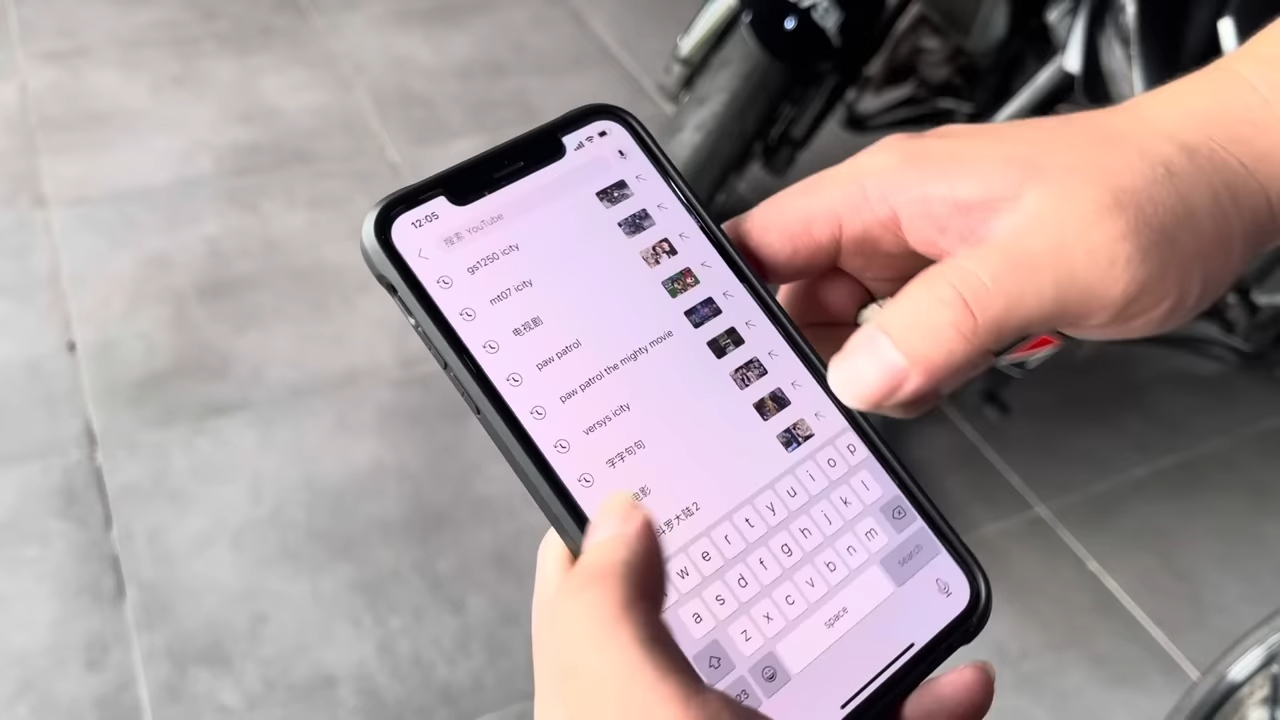 12:05
搜索 YouTube
gs1250 icity
mt07 icity
电视剧
paw patrol
paw patrol the mighty movie
versys icity
字字句句
电影
斗罗大陆2
w e r t y u i o p
a s d f g h j k l
z x c v b n m
23 space search